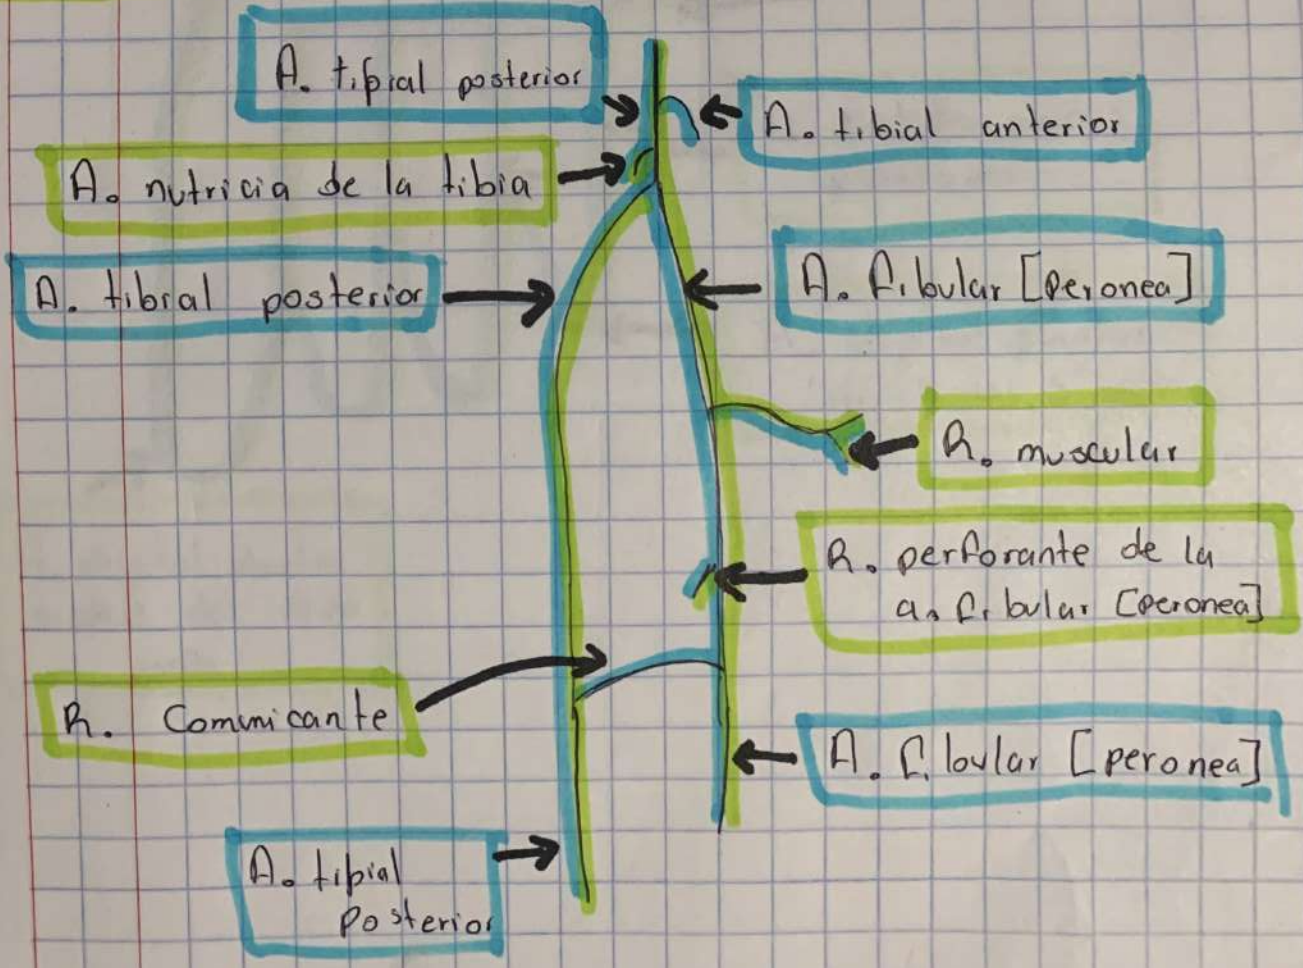 A. tibial posterior
A. tibial anterior
A. nutricia de la tibia
A. tibial posterior
A. fibular [peronea]
R. muscular
R. perforante de la
a. fibular [peronea]
R. Comunicante
A. fibular [peronea]
A. tibial
Posterior